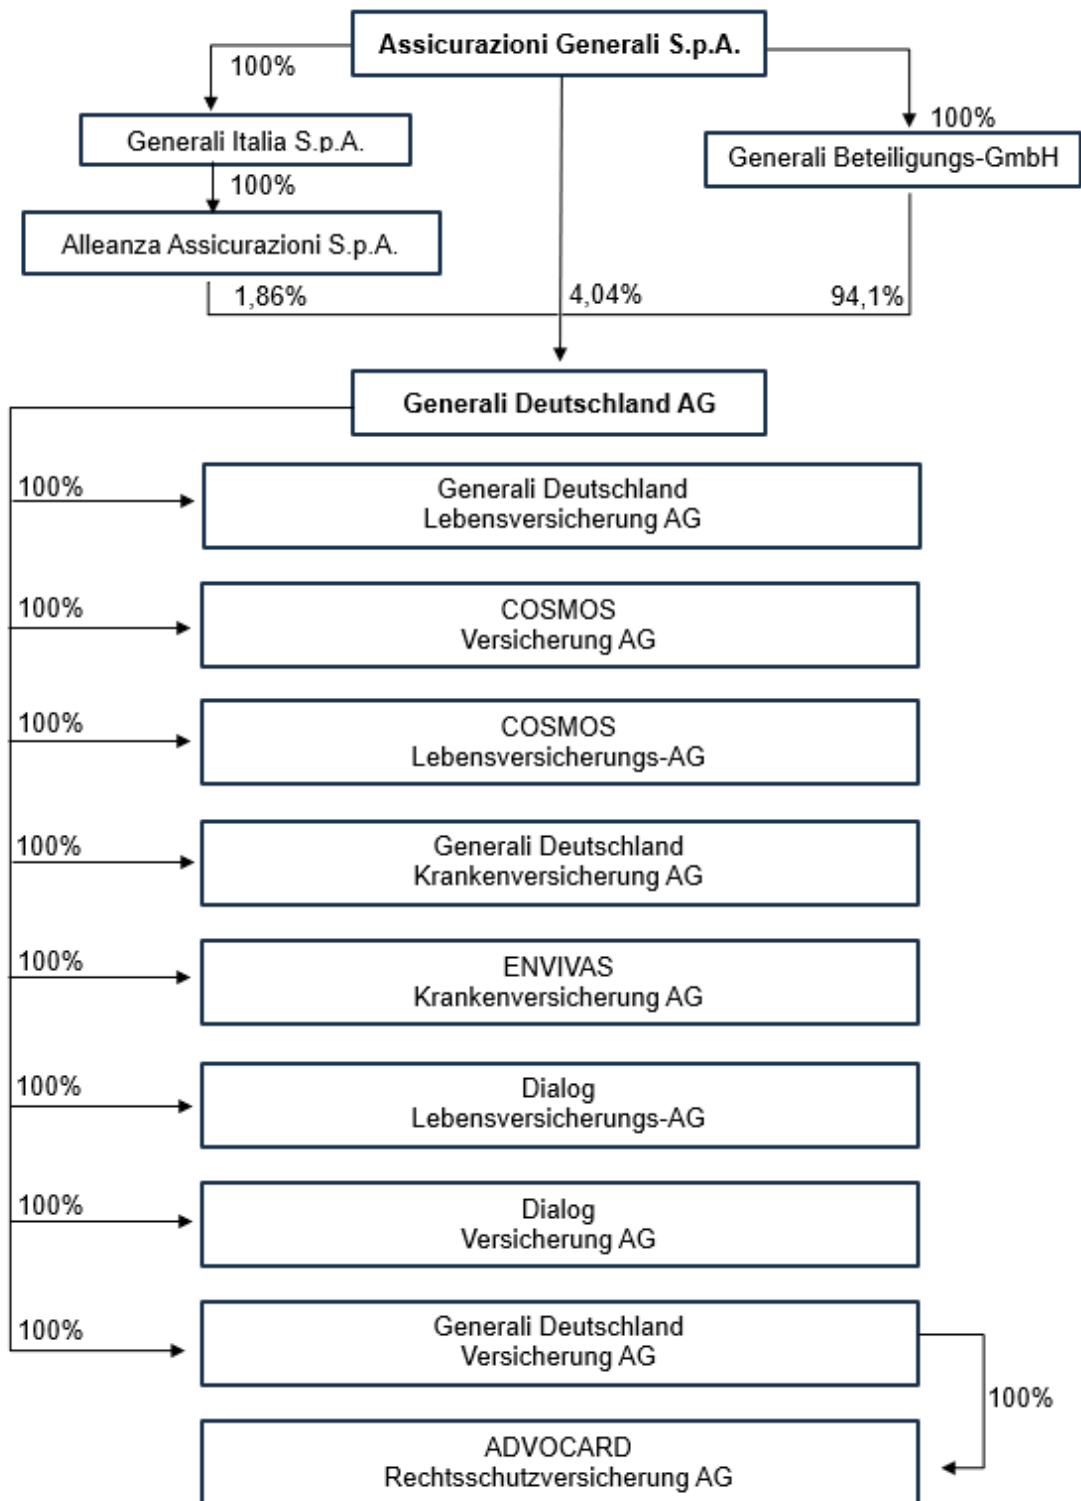 Assicurazioni Generali S.p.A.
100%
Generali Italia S.p.A.
100%
Generali Beteiligungs-GmbH
100%
Alleanza Assicurazioni S.p.A.
1,86%
4,04%
94,1%
Generali Deutschland AG
100%
Generali Deutschland
Lebensversicherung AG
100%
COSMOS
Versicherung AG
100%
COSMOS
Lebensversicherungs-AG
100%
Generali Deutschland
Krankenversicherung AG
100%
ENVIVAS
Krankenversicherung AG
100%
Dialog
Lebensversicherungs-AG
100%
Dialog
Versicherung AG
100%
Generali Deutschland
Versicherung AG
100%
ADVOCARD
Rechtsschutzversicherung AG